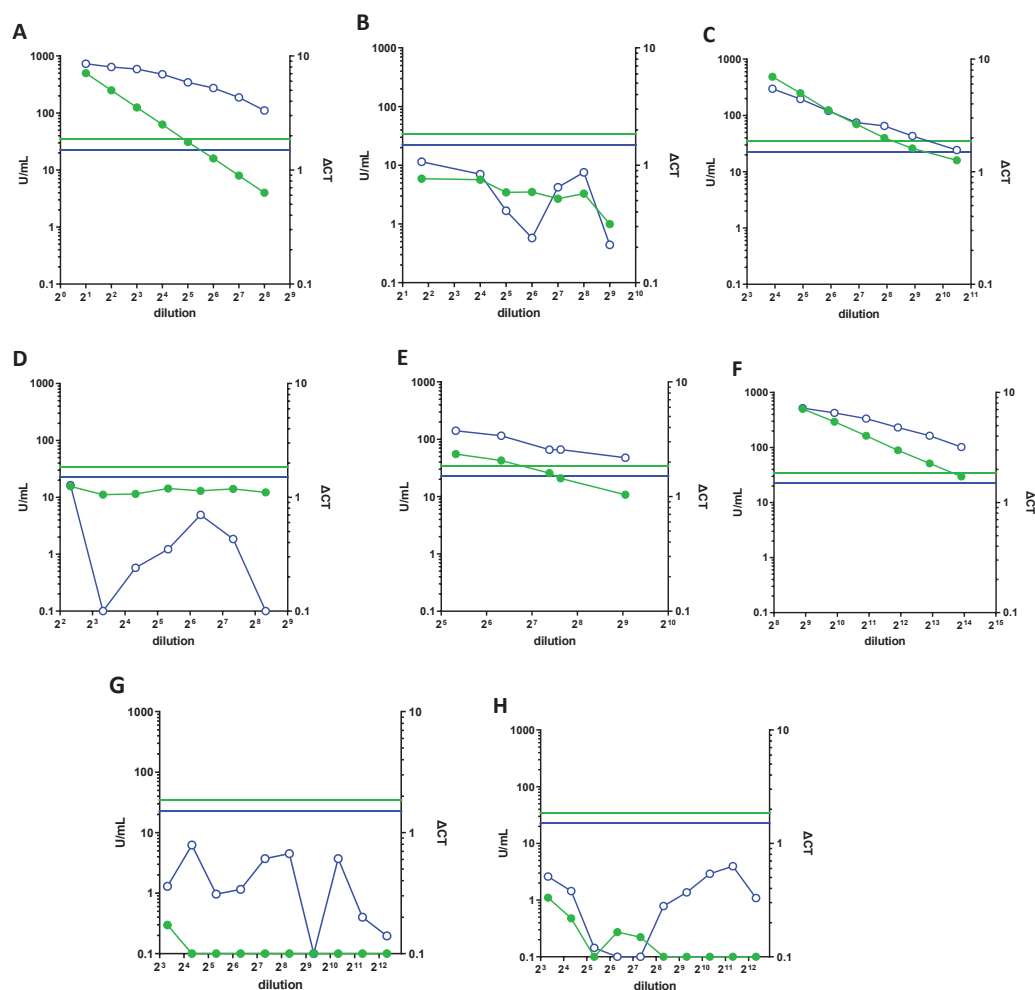 A
1000
100
10
1
0.1
U/mL
10
1
0.1
ΔCT
2⁰ 2¹ 2² 2³ 2⁴ 2⁵ 2⁶ 2⁷ 2⁸ 2⁹
dilution
B
1000
100
10
1
0.1
U/mL
10
1
0.1
ΔCT
2¹ 2² 2³ 2⁴ 2⁵ 2⁶ 2⁷ 2⁸ 2⁹ 2¹⁰
dilution
C
1000
100
10
1
0.1
U/mL
10
1
0.1
ΔCT
2³ 2⁴ 2⁵ 2⁶ 2⁷ 2⁸ 2⁹ 2¹⁰ 2¹¹
dilution
D
1000
100
10
1
0.1
U/mL
10
1
0.1
ΔCT
2² 2³ 2⁴ 2⁵ 2⁶ 2⁷ 2⁸ 2⁹
dilution
E
1000
100
10
1
0.1
U/mL
10
1
0.1
ΔCT
2⁵ 2⁶ 2⁷ 2⁸ 2⁹ 2¹⁰
dilution
F
1000
100
10
1
0.1
U/mL
10
1
0.1
ΔCT
2⁸ 2⁹ 2¹⁰ 2¹¹ 2¹² 2¹³ 2¹⁴ 2¹⁵
dilution
G
1000
100
10
1
0.1
U/mL
10
1
0.1
ΔCT
2³ 2⁴ 2⁵ 2⁶ 2⁷ 2⁸ 2⁹ 2¹⁰ 2¹¹ 2¹²
dilution
H
1000
100
10
1
0.1
U/mL
10
1
0.1
ΔCT
2³ 2⁴ 2⁵ 2⁶ 2⁷ 2⁸ 2⁹ 2¹⁰ 2¹¹ 2¹²
dilution